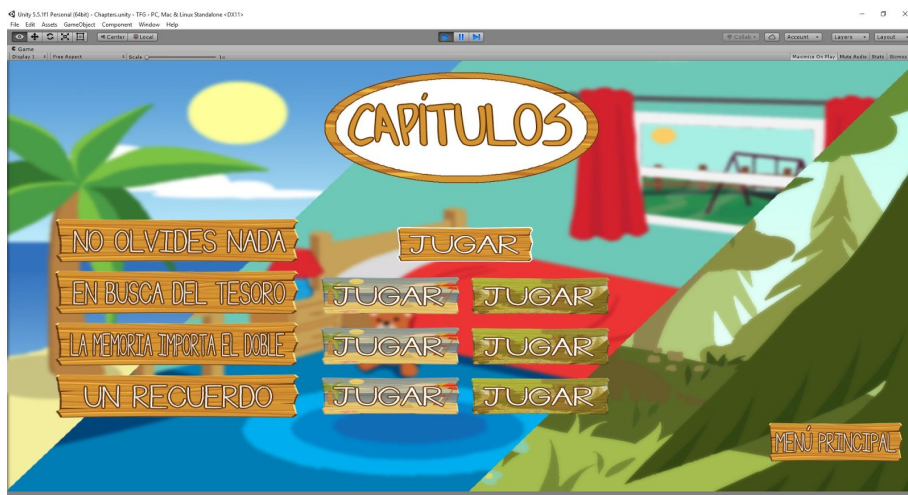 Unity 5.5.1f1 Personal (64bit) - Chapters.unity - TFG - PC, Mac & Linux Standalone <DX11>
File Edit Assets GameObject Component Window Help
Center Local Collab Account Layers Layout
Game
Display 1 Free Aspect Scale 1x Maximize On Play Mute Audio Stats Gizmos
CAPÍTULOS
NO OLVIDES NADA JUGAR
EN BUSCA DEL TESORO JUGAR JUGAR
LA MEMORIA IMPORTA EL DOBLE JUGAR JUGAR
UN RECUERDO JUGAR JUGAR
MENÚ PRINCIPAL